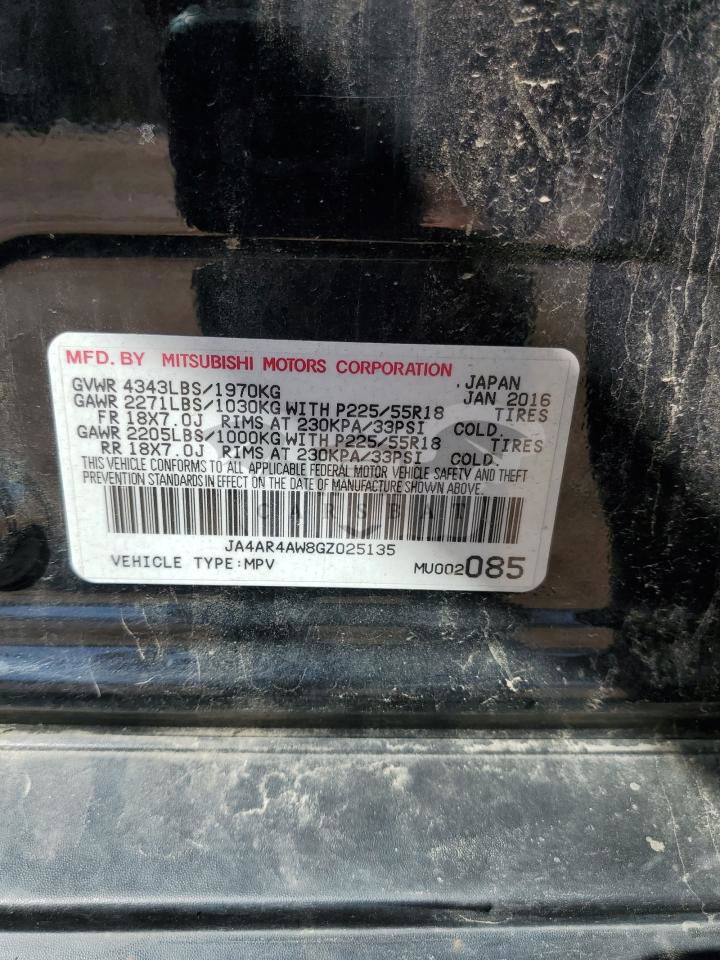 MFD. BY MITSUBISHI MOTORS CORPORATION
GVWR 4343LBS/1970KG JAPAN
GAWR 2271LBS/1030KG WITH P225/55R18 JAN 2016
FR 18X7.0J RIMS AT 230KPA/33PSI TIRES
GAWR 2205LBS/1000KG WITH P225/55R18 COLD.
RR 18X7.0J RIMS AT 230KPA/33PSI TIRES
COLD.
THIS VEHICLE CONFORMS TO ALL APPLICABLE FEDERAL MOTOR VEHICLE SAFETY AND THEFT
PREVENTION STANDARDS IN EFFECT ON THE DATE OF MANUFACTURE SHOWN ABOVE.
CARSBAT
JA4AR4AW8GZ025135
VEHICLE TYPE:MPV MU002085